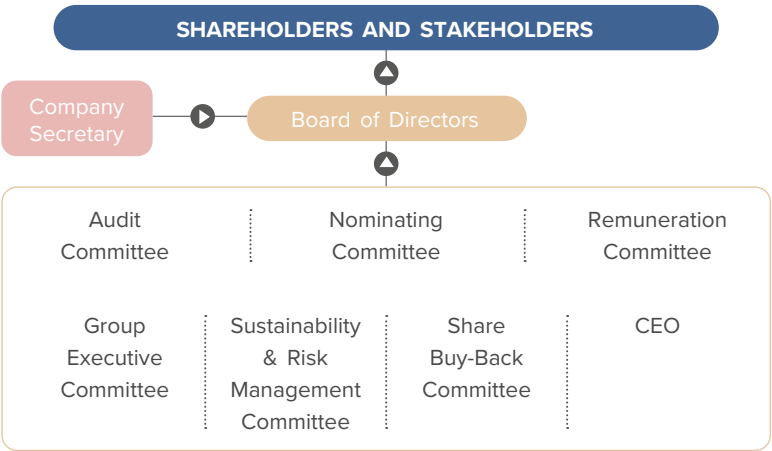 SHAREHOLDERS AND STAKEHOLDERS
Company
Secretary
Board of Directors
Audit
Committee
Nominating
Committee
Remuneration
Committee
Group
Executive
Committee
Sustainability
& Risk
Management
Committee
Share
Buy-Back
Committee
CEO